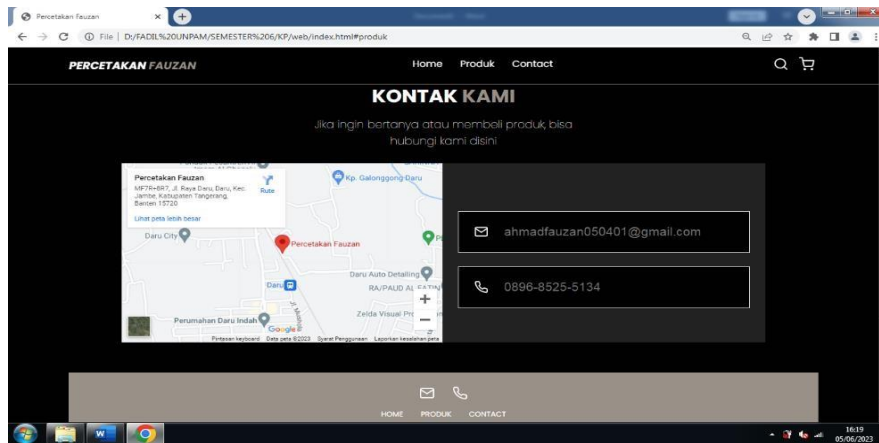 Percetakan Fauzan
File | D:/FADIL%20UNPAM/SEMESTER%206/KP/web/index.html#produk
PERCETAKAN FAUZAN
Home Produk Contact
KONTAK KAMI
Jika ingin bertanya atau membeli produk, bisa
hubungi kami disini
Percetakan Fauzan
MF7R+8R7, Jl. Raya Daru, Daru, Kec.
Jambe, Kabupaten Tangerang,
Banten 15720
Rute
Lihat peta lebih besar
Kp. Galonggong Daru
Daru City
Percetakan Fauzan
Daru Auto Detailing
Daru
RA/PAUD AL
Zelda Visual
Perumahan Daru Indah
Google
Pintasan keyboard Data peta ©2023 Syarat Penggunaan Laporkan kesalahan peta
ahmadfauzan050401@gmail.com
0896-8525-5134
HOME PRODUK CONTACT
16:19
05/06/2023